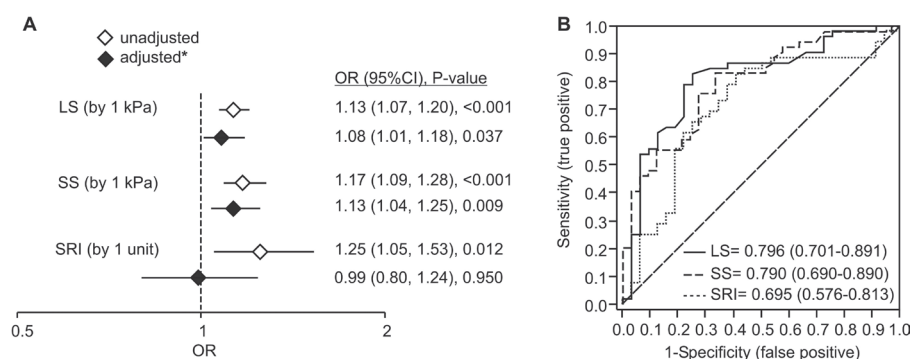 A
unadjusted
adjusted*
OR (95%CI), P-value
LS (by 1 kPa)
1.13 (1.07, 1.20), <0.001
1.08 (1.01, 1.18), 0.037
SS (by 1 kPa)
1.17 (1.09, 1.28), <0.001
1.13 (1.04, 1.25), 0.009
SRI (by 1 unit)
1.25 (1.05, 1.53), 0.012
0.99 (0.80, 1.24), 0.950
0.5 1 2
OR
B
Sensitivity (true positive)
1.0
0.9
0.8
0.7
0.6
0.5
0.4
0.3
0.2
0.1
0.0
LS= 0.796 (0.701-0.891)
SS= 0.790 (0.690-0.890)
SRI= 0.695 (0.576-0.813)
0.0 0.1 0.2 0.3 0.4 0.5 0.6 0.7 0.8 0.9 1.0
1-Specificity (false positive)